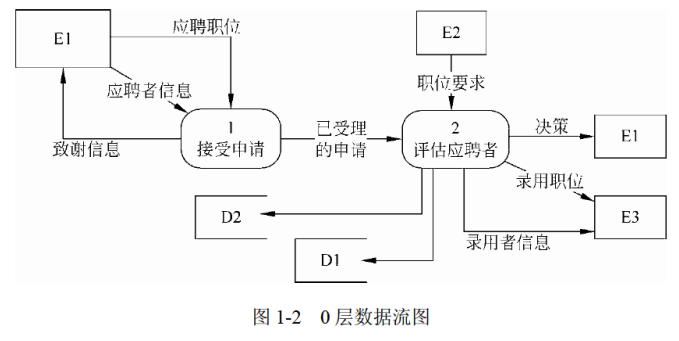 E1
应聘职位
E2
应聘者信息
职位要求
致谢信息
1
接受申请
已受理
的申请
2
评估应聘者
决策
E1
录用职位
E3
D2
录用者信息
D1
图 1-2 0 层数据流图